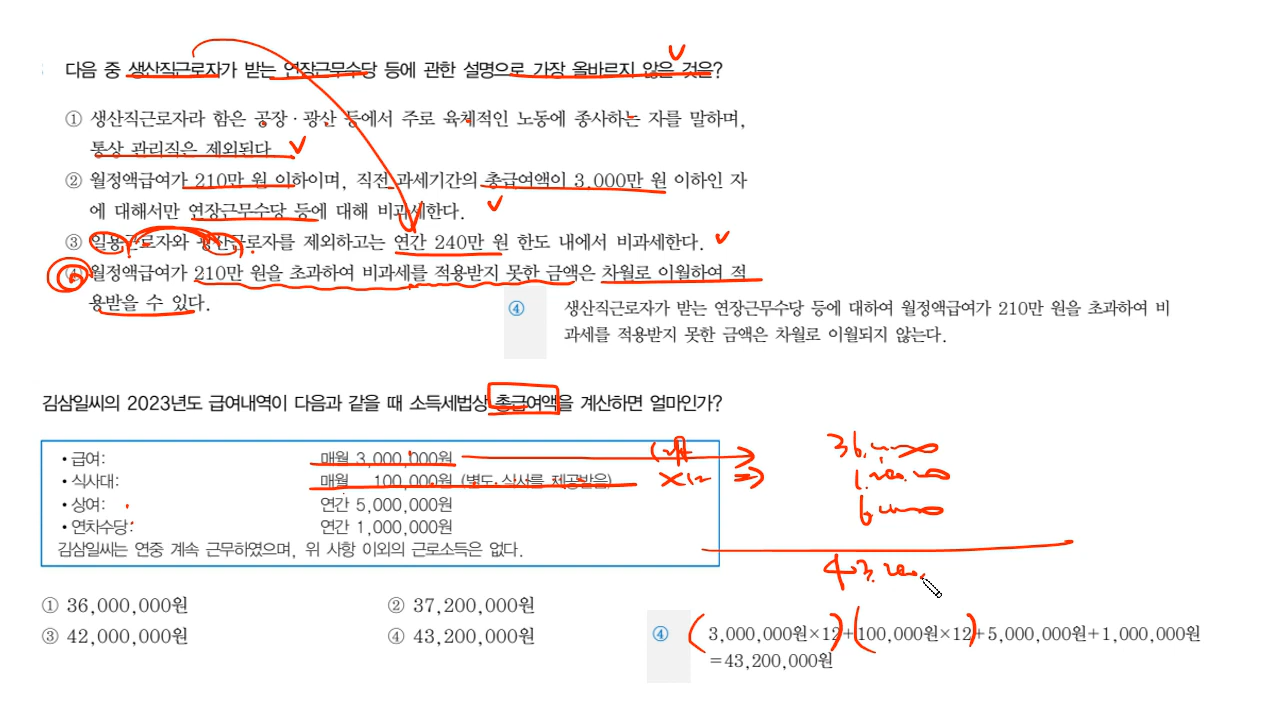 다음 중 생산직근로자가 받는 연장근무수당 등에 관한 설명으로 가장 올바르지 않은 것은?
① 생산직근로자라 함은 공장·광산 등에서 주로 육체적인 노동에 종사하는 자를 말하며,
통상 관리직은 제외된다
② 월정액급여가 210만 원 이하이며, 직전 과세기간의 총급여액이 3,000만 원 이하인 자
에 대해서만 연장근무수당 등에 대해 비과세한다.
③ 일용근로자와 광산근로자를 제외하고는 연간 240만 원 한도 내에서 비과세한다.
④ 월정액급여가 210만 원을 초과하여 비과세를 적용받지 못한 금액은 차월로 이월하여 적
용받을 수 있다.
④ 생산직근로자가 받는 연장근무수당 등에 대하여 월정액급여가 210만 원을 초과하여 비
과세를 적용받지 못한 금액은 차월로 이월되지 않는다.
김삼일씨의 2023년도 급여내역이 다음과 같을 때 소득세법상 총급여액을 계산하면 얼마인가?
• 급여: 매월 3,000,000원
• 식사대: 매월 100,000원 (별도 식사를 제공받음)
×12
• 상여: 연간 5,000,000원
• 연차수당: 연간 1,000,000원
김삼일씨는 연중 계속 근무하였으며, 위 사항 이외의 근로소득은 없다.
① 36,000,000원 ② 37,200,000원
③ 42,000,000원 ④ 43,200,000원
④ 3,000,000원×12+100,000원×12+5,000,000원+1,000,000원
=43,200,000원